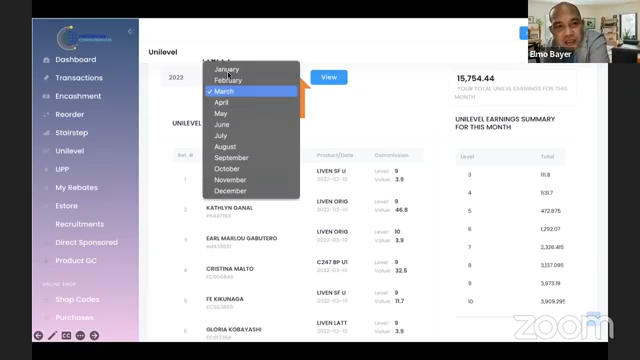 Dashboard
Transactions
Encashment
Reorder
Stairstep
Unilevel
UPP
My Rebates
Estore
Recruitments
Direct Sponsored
Product GC
ONLINE SHOP
Shop Codes
Purchases
Unilevel
2022
January
February
✓ March
April
May
June
July
August
September
October
November
December
View
15,754.44
YOUR TOTAL UNILVL EARNINGS FOR THIS
MONTH
UNILEVEL
Ref. # Product/Date Commission
1 LIVEN SF U Level: 9
2022-03-10 Value: 3.9
2 KATHLYN GANAL LIVEN ORIG Level: 9
2022-03-10 Value: 46.8
3 EARL MARLOU GABUTERO LIVEN ORIG Level: 10
2022-03-10 Value: 3.9
4 CRISTINA MALTO C247 BP U1 Level: 9
2022-03-10 Value: 32.5
5 FE KIKUNAGA LIVEN SF U Level: 9
2022-03-10 Value: 11.7
6 GLORIA KOBAYASHI LIVEN LATT Level: 9
2022-03-10 Value: 3.9
UNILEVEL EARNINGS SUMMARY
FOR THIS MONTH
Level Total
3 111.8
4 531.7
5 472.875
6 1,292.07
7 2,326.415
8 3,137.095
9 3,973.19
10 3,909.295
Elmo Bayer
zoom